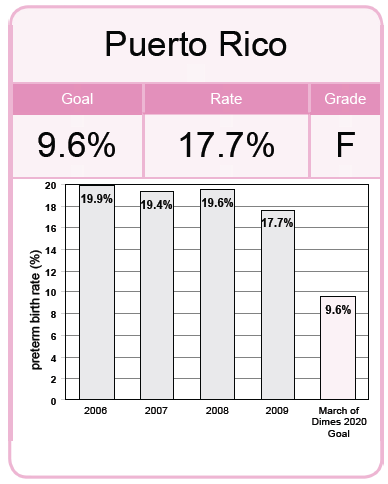 Puerto Rico
Goal Rate Grade
9.6% 17.7% F
preterm birth rate (%)
20
18
16
14
12
10
8
6
4
2
0
19.9% 19.4% 19.6% 17.7% 9.6%
2006 2007 2008 2009 March of
Dimes 2020
Goal